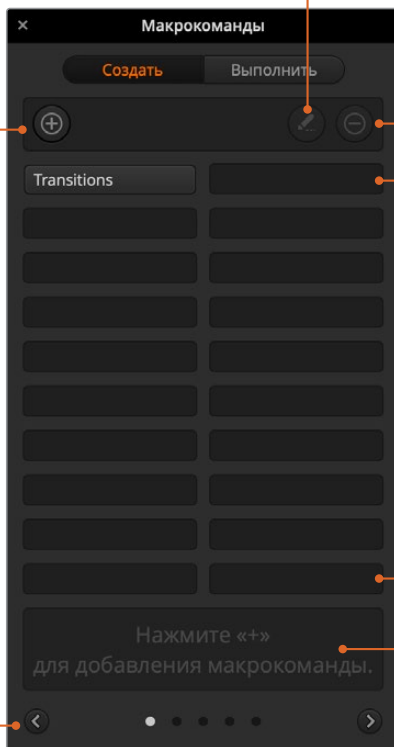 Макрокоманды
Создать Выполнить
Transitions
Нажмите «+»
для добавления макрокоманды.